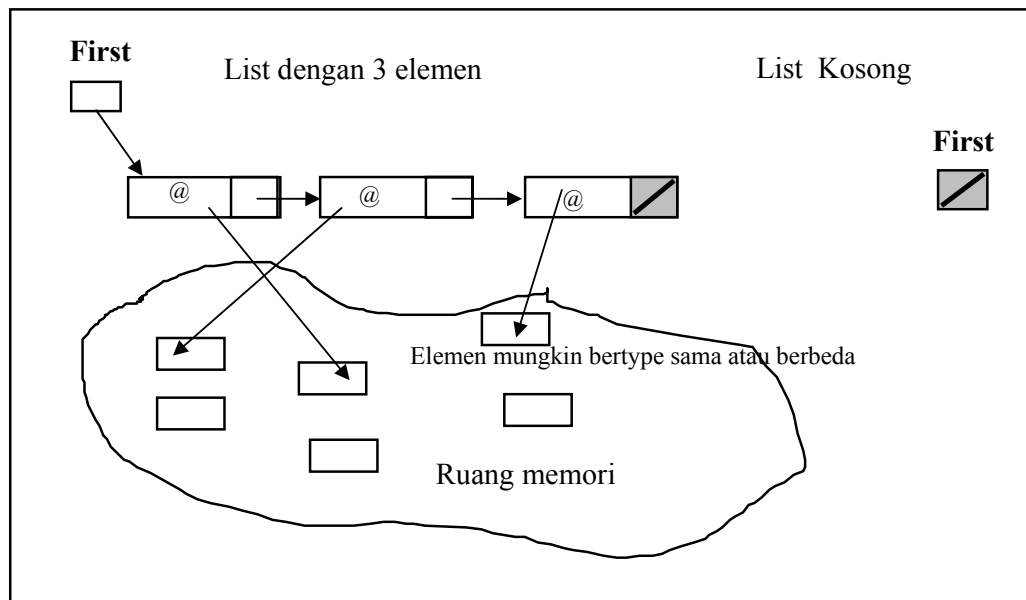 First
List dengan 3 elemen
List Kosong
First
@
@
@
Elemen mungkin bertype sama atau berbeda
Ruang memori